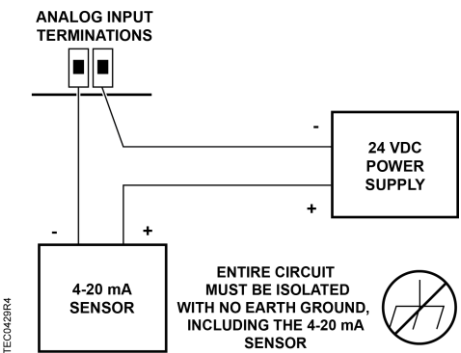 ANALOG INPUT
TERMINATIONS
-
24 VDC
POWER
SUPPLY
+
-
+
4-20 mA
SENSOR
ENTIRE CIRCUIT
MUST BE ISOLATED
WITH NO EARTH GROUND,
INCLUDING THE 4-20 mA
SENSOR
TEC0429R4